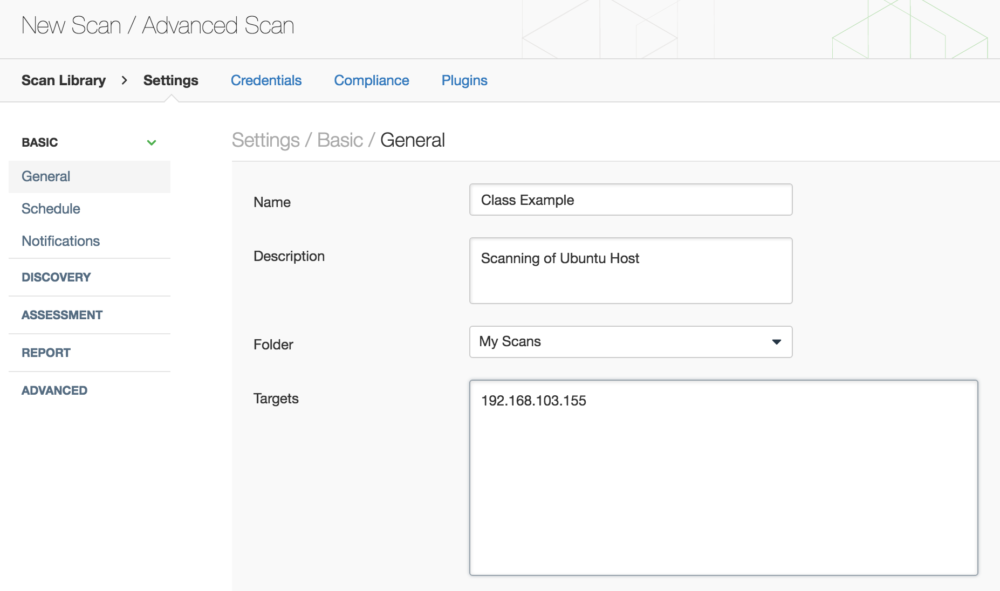 New Scan / Advanced Scan
Scan Library > Settings Credentials Compliance Plugins
BASIC
General
Schedule
Notifications
DISCOVERY
ASSESSMENT
REPORT
ADVANCED
Settings / Basic / General
Name Class Example
Description Scanning of Ubuntu Host
Folder My Scans
Targets 192.168.103.155